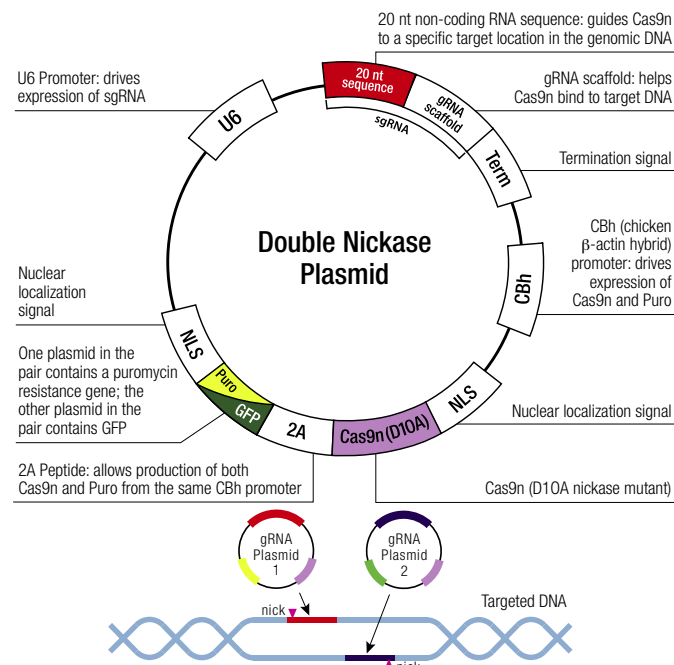 20 nt non-coding RNA sequence: guides Cas9n
to a specific target location in the genomic DNA
U6 Promoter: drives
expression of sgRNA
gRNA scaffold: helps
Cas9n bind to target DNA
20 nt
sequence
gRNA
scaffold
sgRNA
U6
Term
Termination signal
Double Nickase
Plasmid
CBh (chicken
β-actin hybrid)
promoter: drives
expression of
Cas9n and Puro
CBh
Nuclear
localization
signal
NLS
One plasmid in the
pair contains a puromycin
resistance gene; the
other plasmid in the
pair contains GFP
Puro
GFP
2A
Cas9n (D10A)
NLS
Nuclear localization signal
2A Peptide: allows production of both
Cas9n and Puro from the same CBh promoter
Cas9n (D10A nickase mutant)
gRNA
Plasmid
1
gRNA
Plasmid
2
nick
Targeted DNA
nick